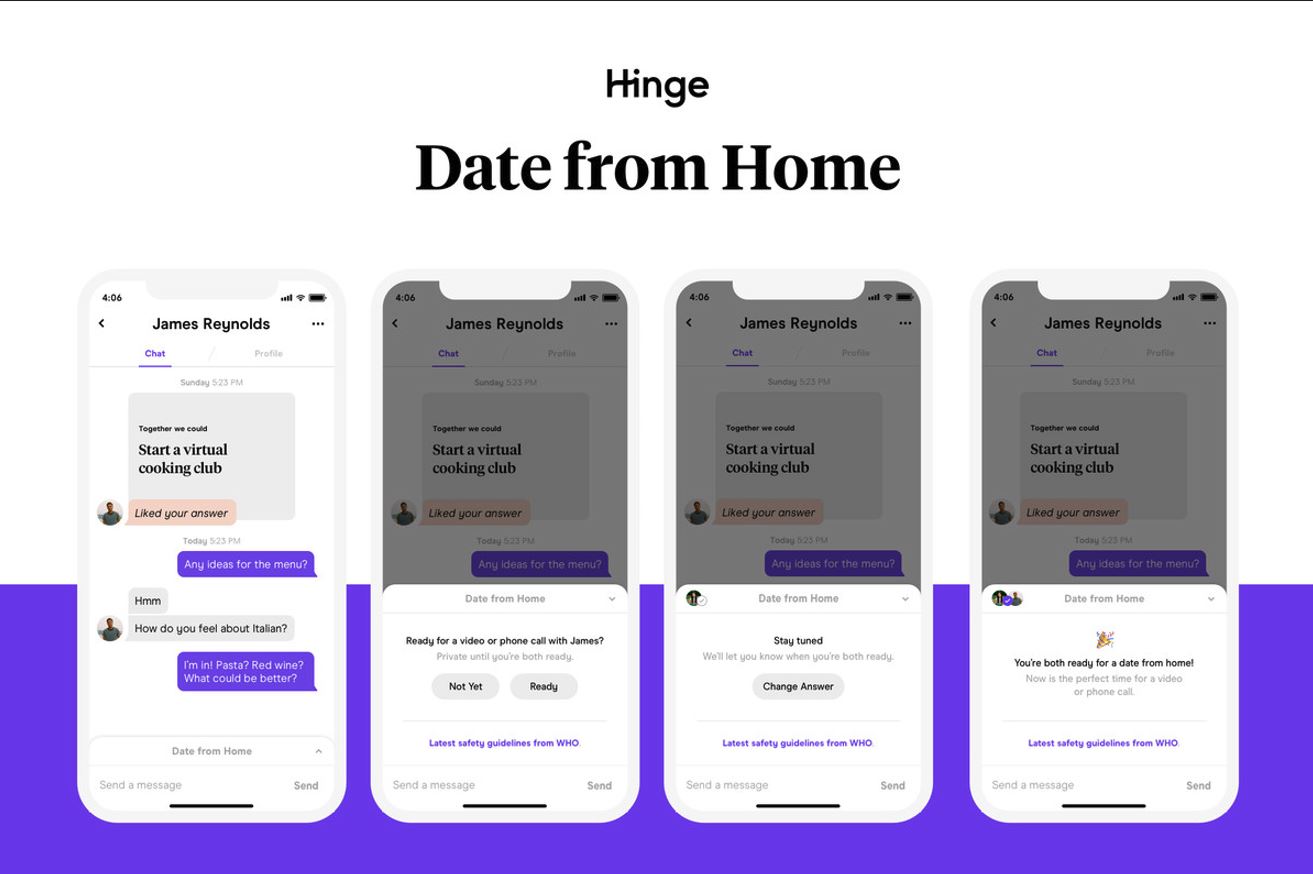 Hinge
Date from Home
4:06
James Reynolds
Chat
Profile
Sunday 5:23 PM
Together we could
Start a virtual
cooking club
Liked your answer
Today 5:23 PM
Any ideas for the menu?
Hmm
How do you feel about Italian?
I'm in! Pasta? Red wine?
What could be better?
Date from Home
Send a message
Send
4:06
James Reynolds
Chat
Profile
Sunday 5:23 PM
Together we could
Start a virtual
cooking club
Liked your answer
Today 5:23 PM
Any ideas for the menu?
Date from Home
Ready for a video or phone call with James?
Private until you're both ready.
Not Yet
Ready
Latest safety guidelines from WHO.
Send a message
Send
4:06
James Reynolds
Chat
Profile
Sunday 5:23 PM
Together we could
Start a virtual
cooking club
Liked your answer
Today 5:23 PM
Any ideas for the menu?
Date from Home
Stay tuned
We'll let you know when you're both ready.
Change Answer
Latest safety guidelines from WHO.
Send a message
Send
4:06
James Reynolds
Chat
Profile
Sunday 5:23 PM
Together we could
Start a virtual
cooking club
Liked your answer
Today 5:23 PM
Any ideas for the menu?
Date from Home
You're both ready for a date from home!
Now is the perfect time for a video
or phone call.
Latest safety guidelines from WHO.
Send a message
Send